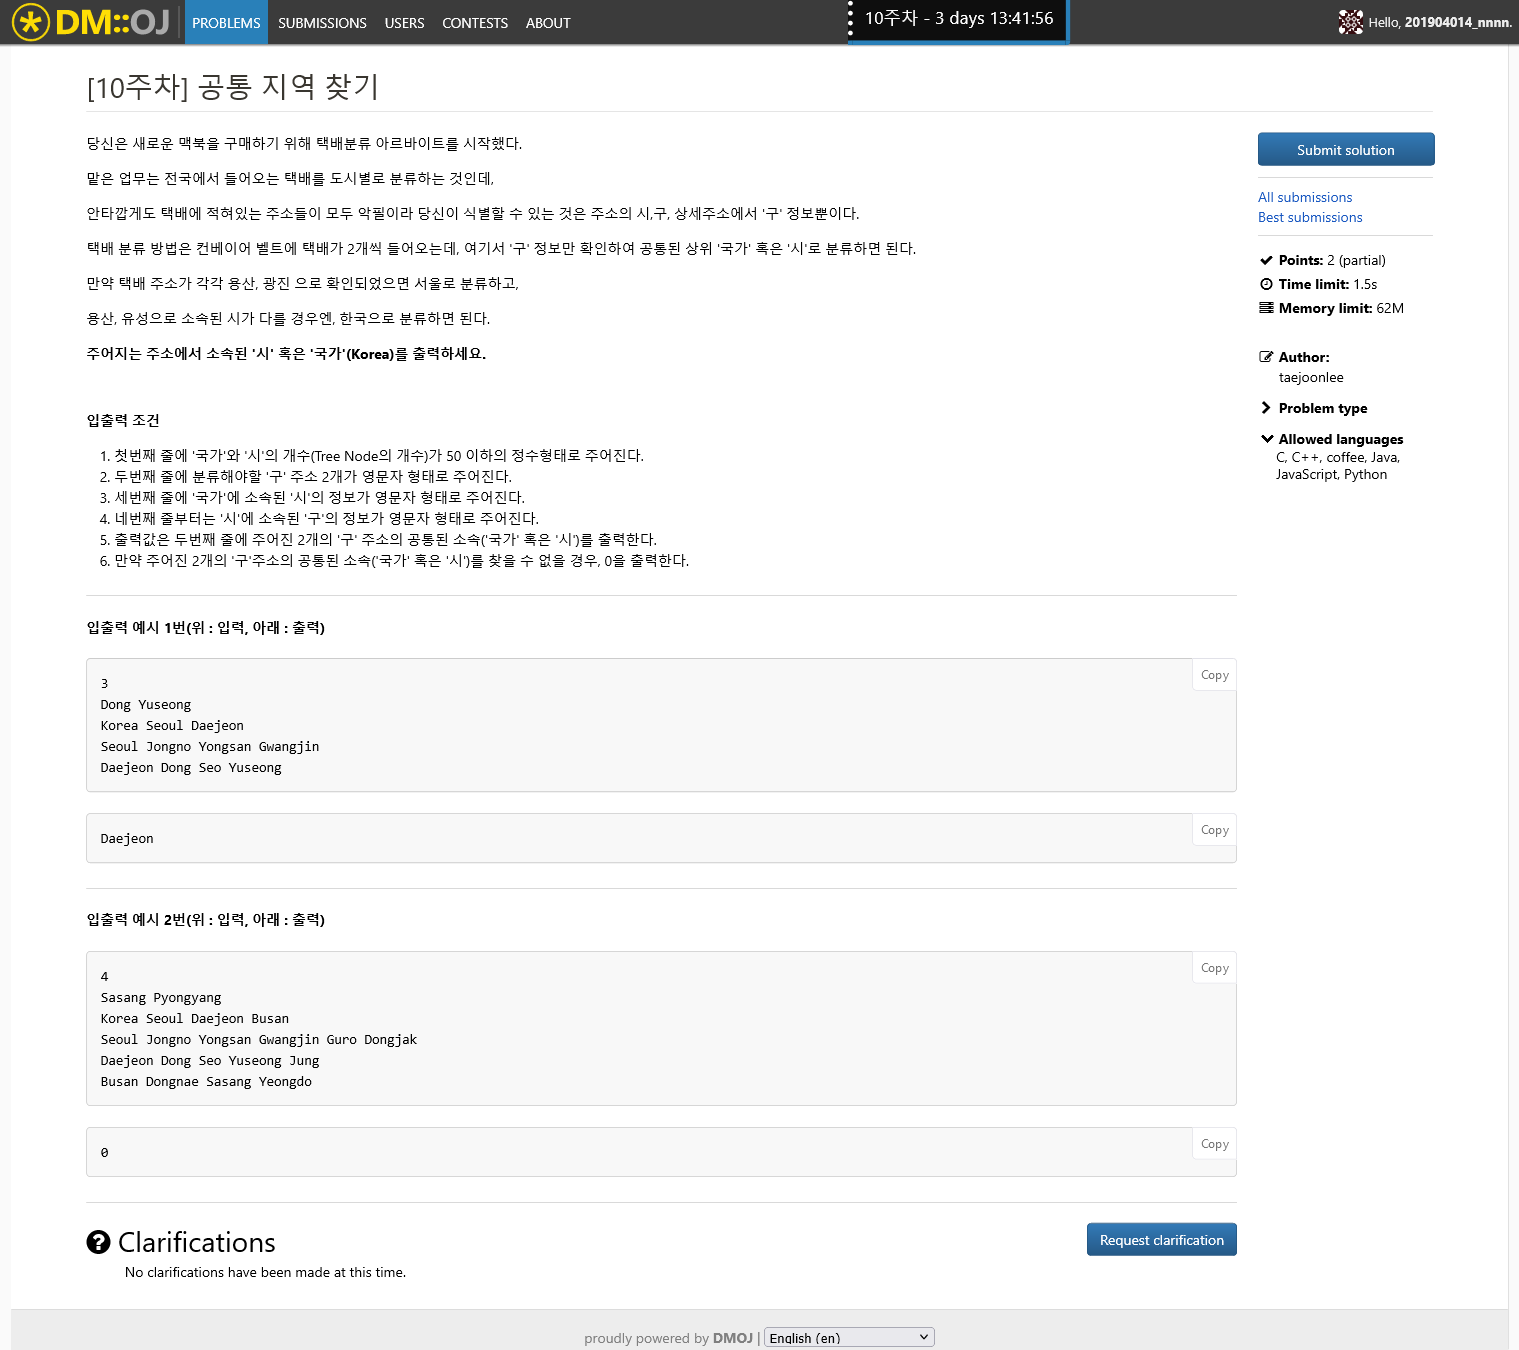 DM::OJ PROBLEMS SUBMISSIONS USERS CONTESTS ABOUT 10주차 - 3 days 13:41:56 Hello, 201904014_nnnn.
[10주차] 공통 지역 찾기
당신은 새로운 맥북을 구매하기 위해 택배분류 아르바이트를 시작했다.
맡은 업무는 전국에서 들어오는 택배를 도시별로 분류하는 것인데,
안타깝게도 택배에 적혀있는 주소들이 모두 악필이라 당신이 식별할 수 있는 것은 주소의 시,구, 상세주소에서 '구' 정보뿐이다.
택배 분류 방법은 컨베이어 벨트에 택배가 2개씩 들어오는데, 여기서 '구' 정보만 확인하여 공통된 상위 '국가' 혹은 '시'로 분류하면 된다.
만약 택배 주소가 각각 용산, 광진 으로 확인되었으면 서울로 분류하고,
용산, 유성으로 소속된 시가 다를 경우엔, 한국으로 분류하면 된다.
주어지는 주소에서 소속된 '시' 혹은 '국가'(Korea)를 출력하세요.
입출력 조건
1. 첫번째 줄에 '국가'와 '시'의 개수(Tree Node의 개수)가 50 이하의 정수형태로 주어진다.
2. 두번째 줄에 분류해야할 '구' 주소 2개가 영문자 형태로 주어진다.
3. 세번째 줄에 '국가'에 소속된 '시'의 정보가 영문자 형태로 주어진다.
4. 네번째 줄부터는 '시'에 소속된 '구'의 정보가 영문자 형태로 주어진다.
5. 출력값은 두번째 줄에 주어진 2개의 '구' 주소의 공통된 소속('국가' 혹은 '시')를 출력한다.
6. 만약 주어진 2개의 '구'주소의 공통된 소속('국가' 혹은 '시')를 찾을 수 없을 경우, 0을 출력한다.
입출력 예시 1번(위 : 입력, 아래 : 출력)
Copy
3
Dong Yuseong
Korea Seoul Daejeon
Seoul Jongno Yongsan Gwangjin
Daejeon Dong Seo Yuseong
Copy
Daejeon
입출력 예시 2번(위 : 입력, 아래 : 출력)
Copy
4
Sasang Pyongyang
Korea Seoul Daejeon Busan
Seoul Jongno Yongsan Gwangjin Guro Dongjak
Daejeon Dong Seo Yuseong Jung
Busan Dongnae Sasang Yeongdo
Copy
0
Clarifications
Request clarification
No clarifications have been made at this time.
Submit solution
All submissions
Best submissions
Points: 2 (partial)
Time limit: 1.5s
Memory limit: 62M
Author:
taejoonlee
Problem type
Allowed languages
C, C++, coffee, Java,
JavaScript, Python
proudly powered by DMOJ | English (en)